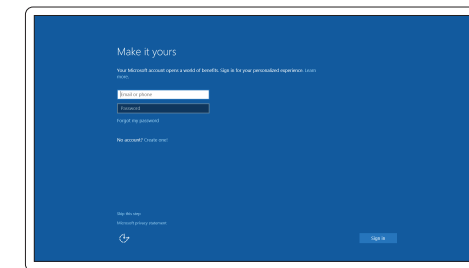 Make it yours
Your Microsoft account opens a world of benefits. Sign in for your personalized experience. Learn
more.
Email or phone
Password
Forgot my password
No account? Create one!
Skip this step
Microsoft privacy statement
Sign in